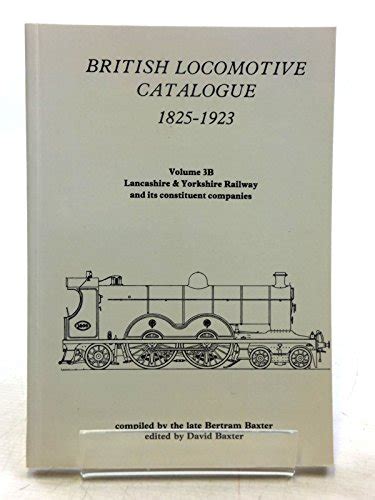 BRITISH LOCOMOTIVE
CATALOGUE
1825-1923
Volume 3B
Lancashire & Yorkshire Railway
and its constituent companies
compiled by the late Bertram Baxter
edited by David Baxter